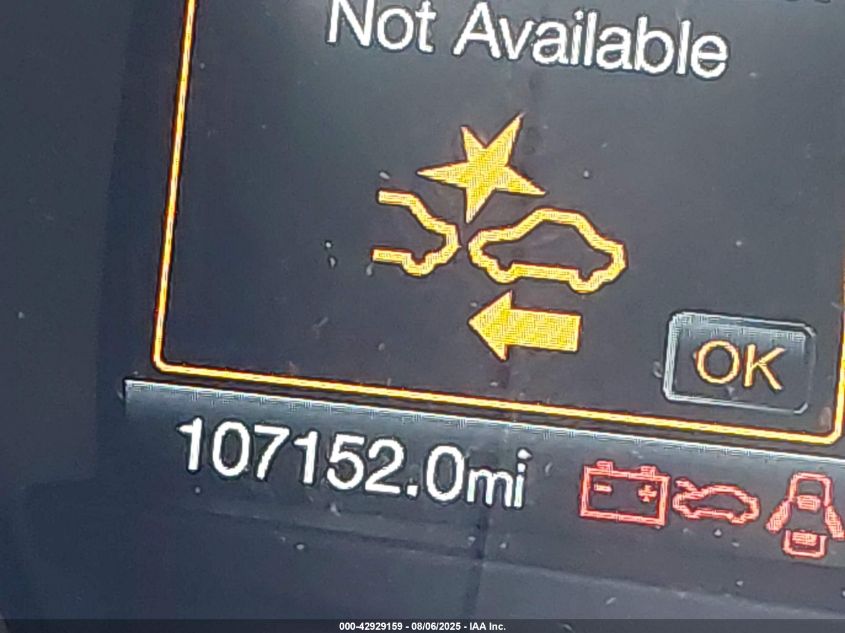 Not Available
OK
107152.0mi
000-42929159 - 08/06/2025 - IAA Inc.